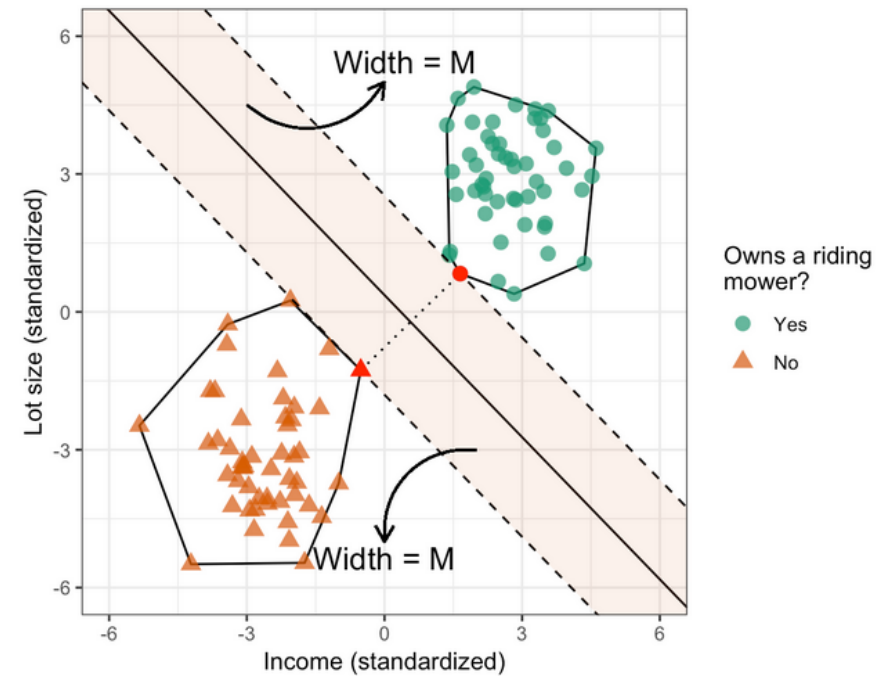 Width = M
Width = M
6
3
0
-3
-6
-6
-3
0
3
6
Income (standardized)
Lot size (standardized)
Owns a riding
mower?
Yes
No